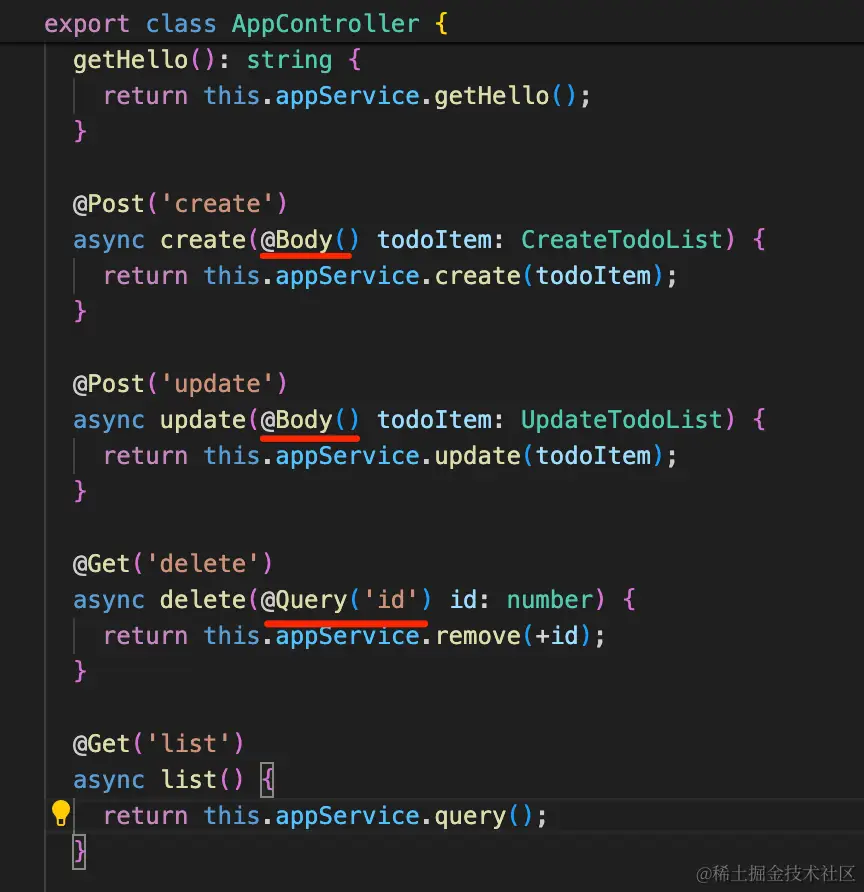 export class AppController {
getHello(): string {
return this.appService.getHello();
}
@Post('create')
async create(@Body() todoItem: CreateTodoList) {
return this.appService.create(todoItem);
}
@Post('update')
async update(@Body() todoItem: UpdateTodoList) {
return this.appService.update(todoItem);
}
@Get('delete')
async delete(@Query('id') id: number) {
return this.appService.remove(+id);
}
@Get('list')
async list() {
return this.appService.query();
}
@稀土掘金技术社区